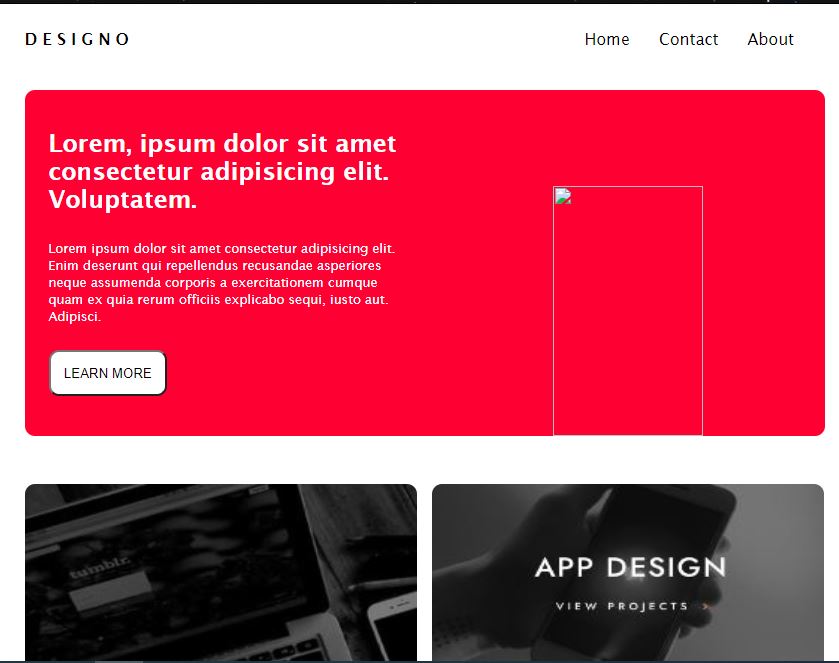 DESIGNO
Home Contact About
Lorem, ipsum dolor sit amet
consectetur adipisicing elit.
Voluptatem.
Lorem ipsum dolor sit amet consectetur adipisicing elit.
Enim deserunt qui repellendus recusandae asperiores
neque assumenda corporis a exercitationem cumque
quam ex quia rerum officiis explicabo sequi, iusto aut.
Adipisci.
LEARN MORE
tumblr.
APP DESIGN
VIEW PROJECTS